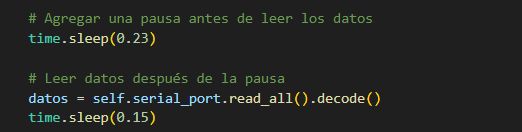 # Agregar una pausa antes de leer los datos
time.sleep(0.23)
# Leer datos después de la pausa
datos = self.serial_port.read_all().decode()
time.sleep(0.15)